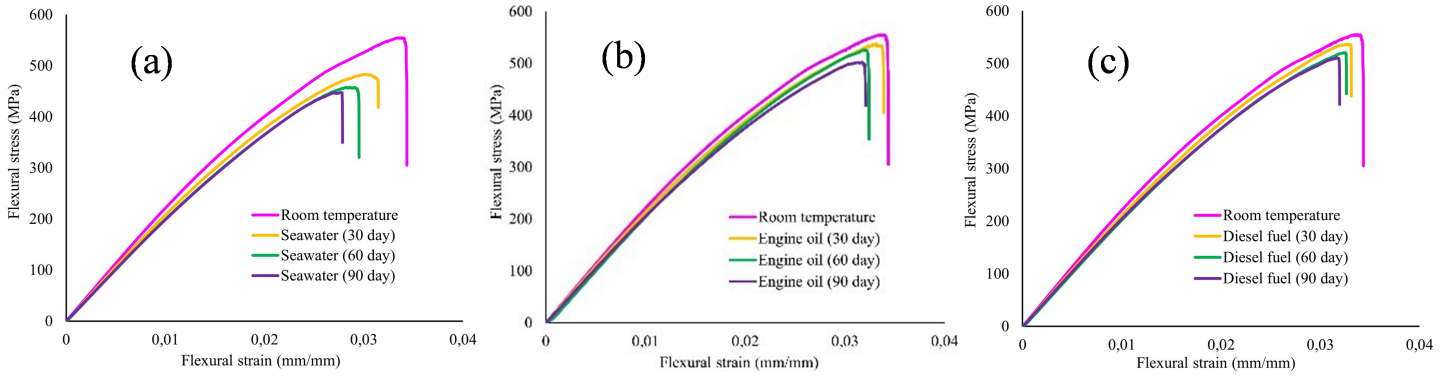 (a)
Flexural stress (MPa)
600
500
400
300
200
100
0
Room temperature
Seawater (30 day)
Seawater (60 day)
Seawater (90 day)
0 0,01 0,02 0,03 0,04
Flexural strain (mm/mm)
(b)
Flexural stress (MPa)
600
500
400
300
200
100
0
Room temperature
Engine oil (30 day)
Engine oil (60 day)
Engine oil (90 day)
0 0,01 0,02 0,03 0,04
Flexural strain (mm/mm)
(c)
Flexural stress (MPa)
600
500
400
300
200
100
0
Room temperature
Diesel fuel (30 day)
Diesel fuel (60 day)
Diesel fuel (90 day)
0 0,01 0,02 0,03 0,04
Flexural strain (mm/mm)